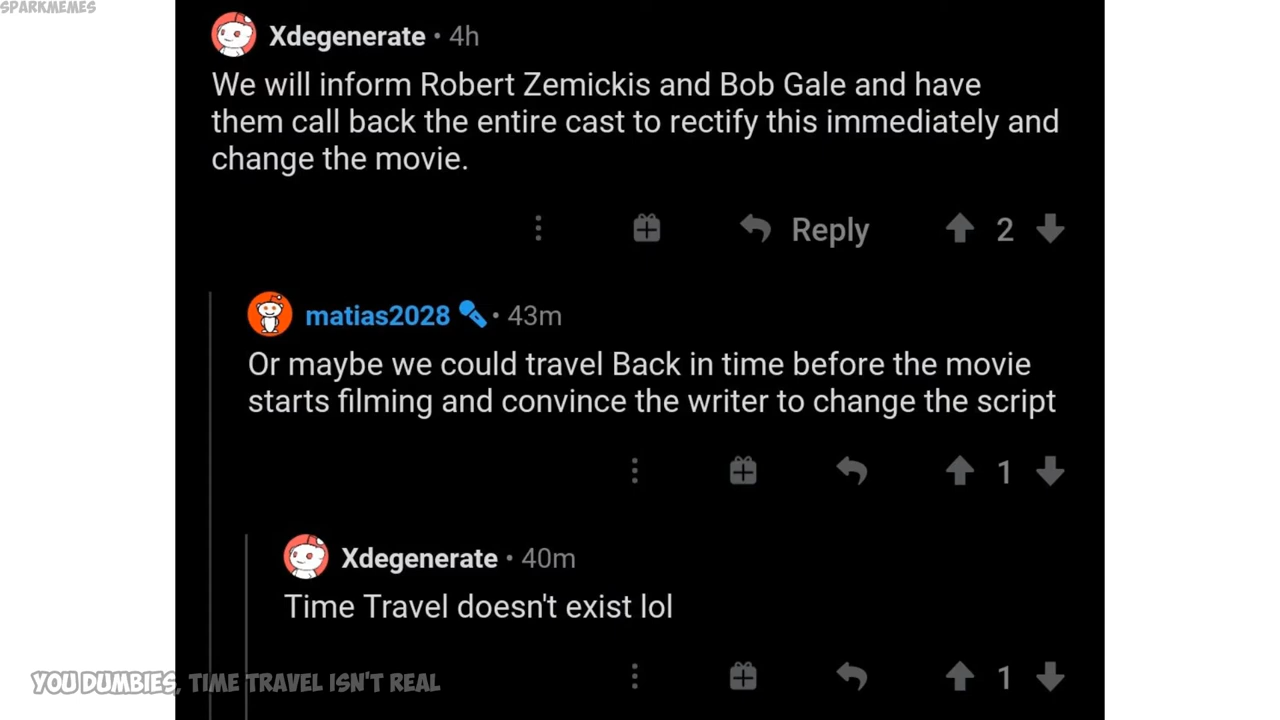 SPARKMEMES
Xdegenerate • 4h
We will inform Robert Zemickis and Bob Gale and have
them call back the entire cast to rectify this immediately and
change the movie.
Reply 2
matias2028 • 43m
Or maybe we could travel Back in time before the movie
starts filming and convince the writer to change the script
1
Xdegenerate • 40m
Time Travel doesn't exist lol
1
YOU DUMBIES, TIME TRAVEL ISN'T REAL